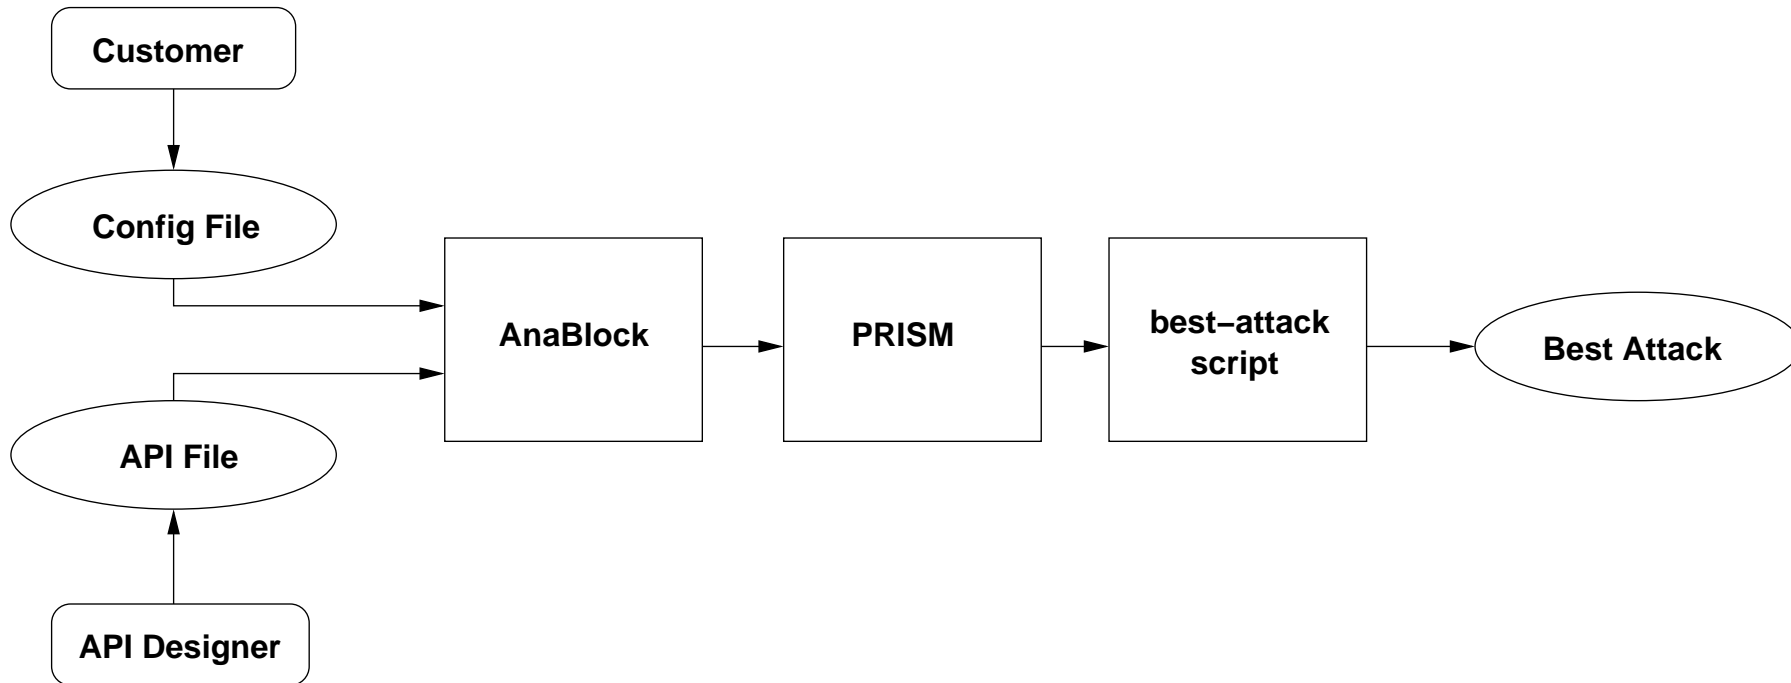 Customer
Config File
AnaBlock
PRISM
best−attack
script
Best Attack
API File
API Designer